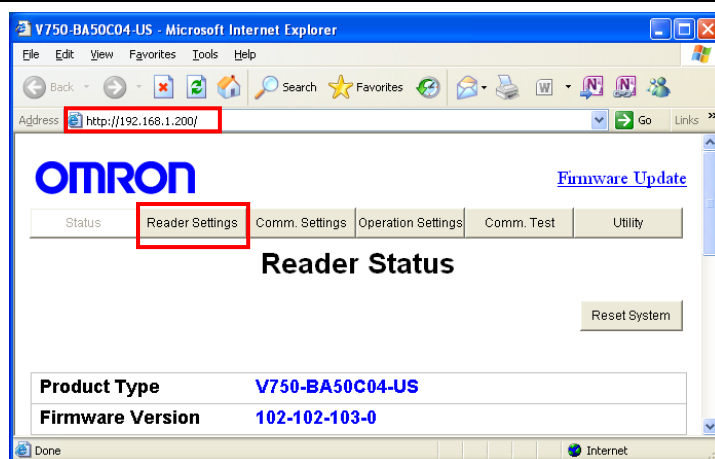 V750-BA50C04-US - Microsoft Internet Explorer
File Edit View Favorites Tools Help
Back Search Favorites W N N
Address http://192.168.1.200/ Go Links »
OMRON
Firmware Update
Status Reader Settings Comm. Settings Operation Settings Comm. Test Utility
Reader Status
Reset System
Product Type V750-BA50C04-US
Firmware Version 102-102-103-0
Done Internet